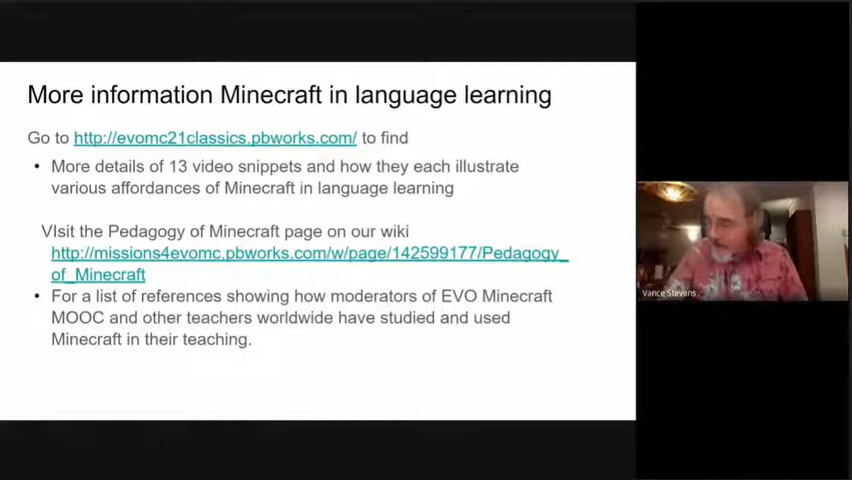 More information Minecraft in language learning
Go to http://evomc21classics.pbworks.com/ to find
• More details of 13 video snippets and how they each illustrate
various affordances of Minecraft in language learning
VIsit the Pedagogy of Minecraft page on our wiki
http://missions4evomc.pbworks.com/w/page/142599177/Pedagogy_
of_Minecraft
• For a list of references showing how moderators of EVO Minecraft
MOOC and other teachers worldwide have studied and used
Minecraft in their teaching.
Vance Stevens